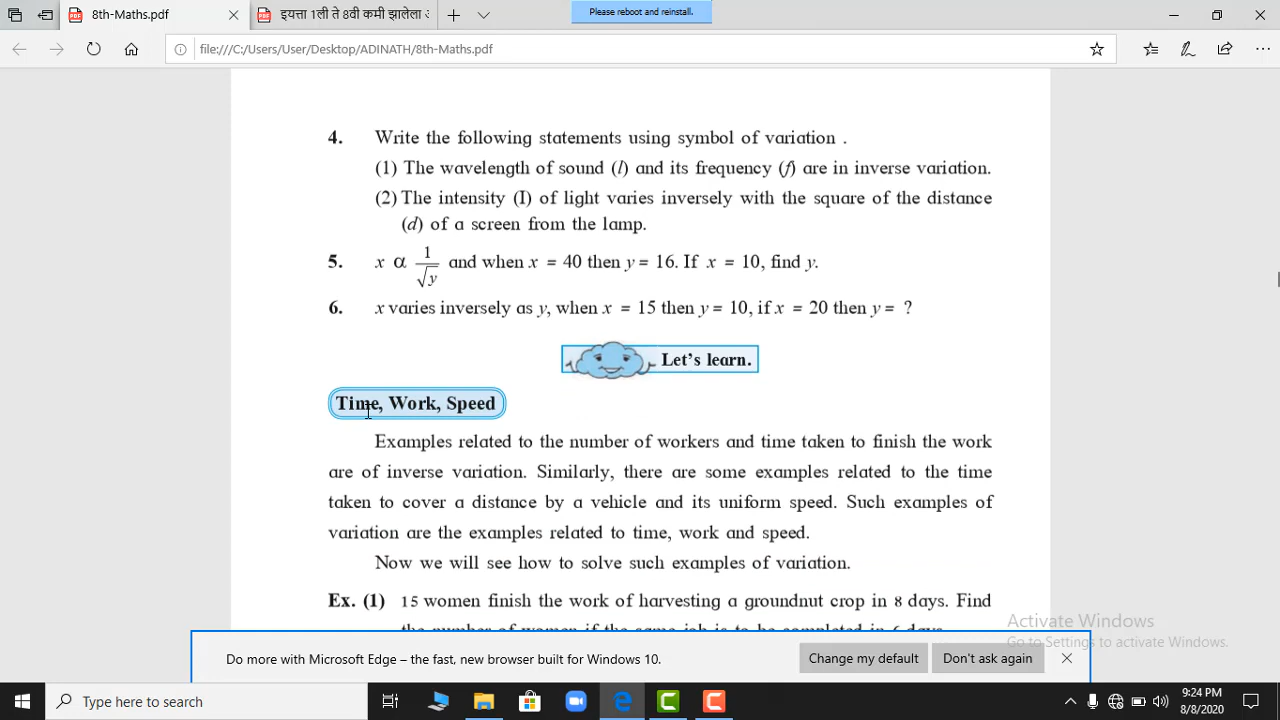 8th-Maths.pdf
इयत्ता 1ली ते 8वी कमी झालेला
Please reboot and reinstall.
file:///C:/Users/User/Desktop/ADINATH/8th-Maths.pdf
4. Write the following statements using symbol of variation .
(1) The wavelength of sound (l) and its frequency (f) are in inverse variation.
(2) The intensity (I) of light varies inversely with the square of the distance
(d) of a screen from the lamp.
5. x α 1/√y and when x = 40 then y = 16. If x = 10, find y.
6. x varies inversely as y, when x = 15 then y = 10, if x = 20 then y = ?
Let's learn.
Time, Work, Speed
Examples related to the number of workers and time taken to finish the work
are of inverse variation. Similarly, there are some examples related to the time
taken to cover a distance by a vehicle and its uniform speed. Such examples of
variation are the examples related to time, work and speed.
Now we will see how to solve such examples of variation.
Ex. (1) 15 women finish the work of harvesting a groundnut crop in 8 days. Find
the number of women if the same job is to be completed in 6 days.
Activate Windows
Go to Settings to activate Windows.
Do more with Microsoft Edge – the fast, new browser built for Windows 10.
Change my default
Don't ask again
Type here to search
9:24 PM
8/8/2020